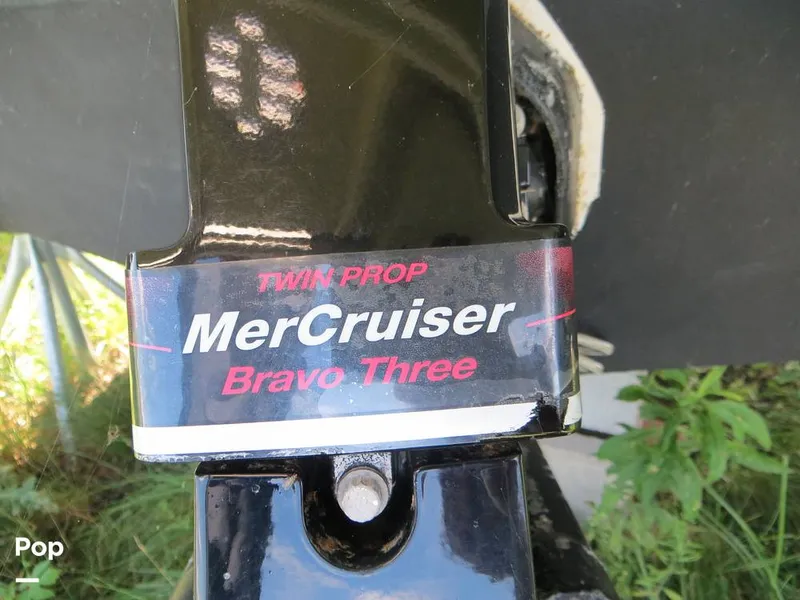 TWIN PROP
MerCruiser
Bravo Three
Pop